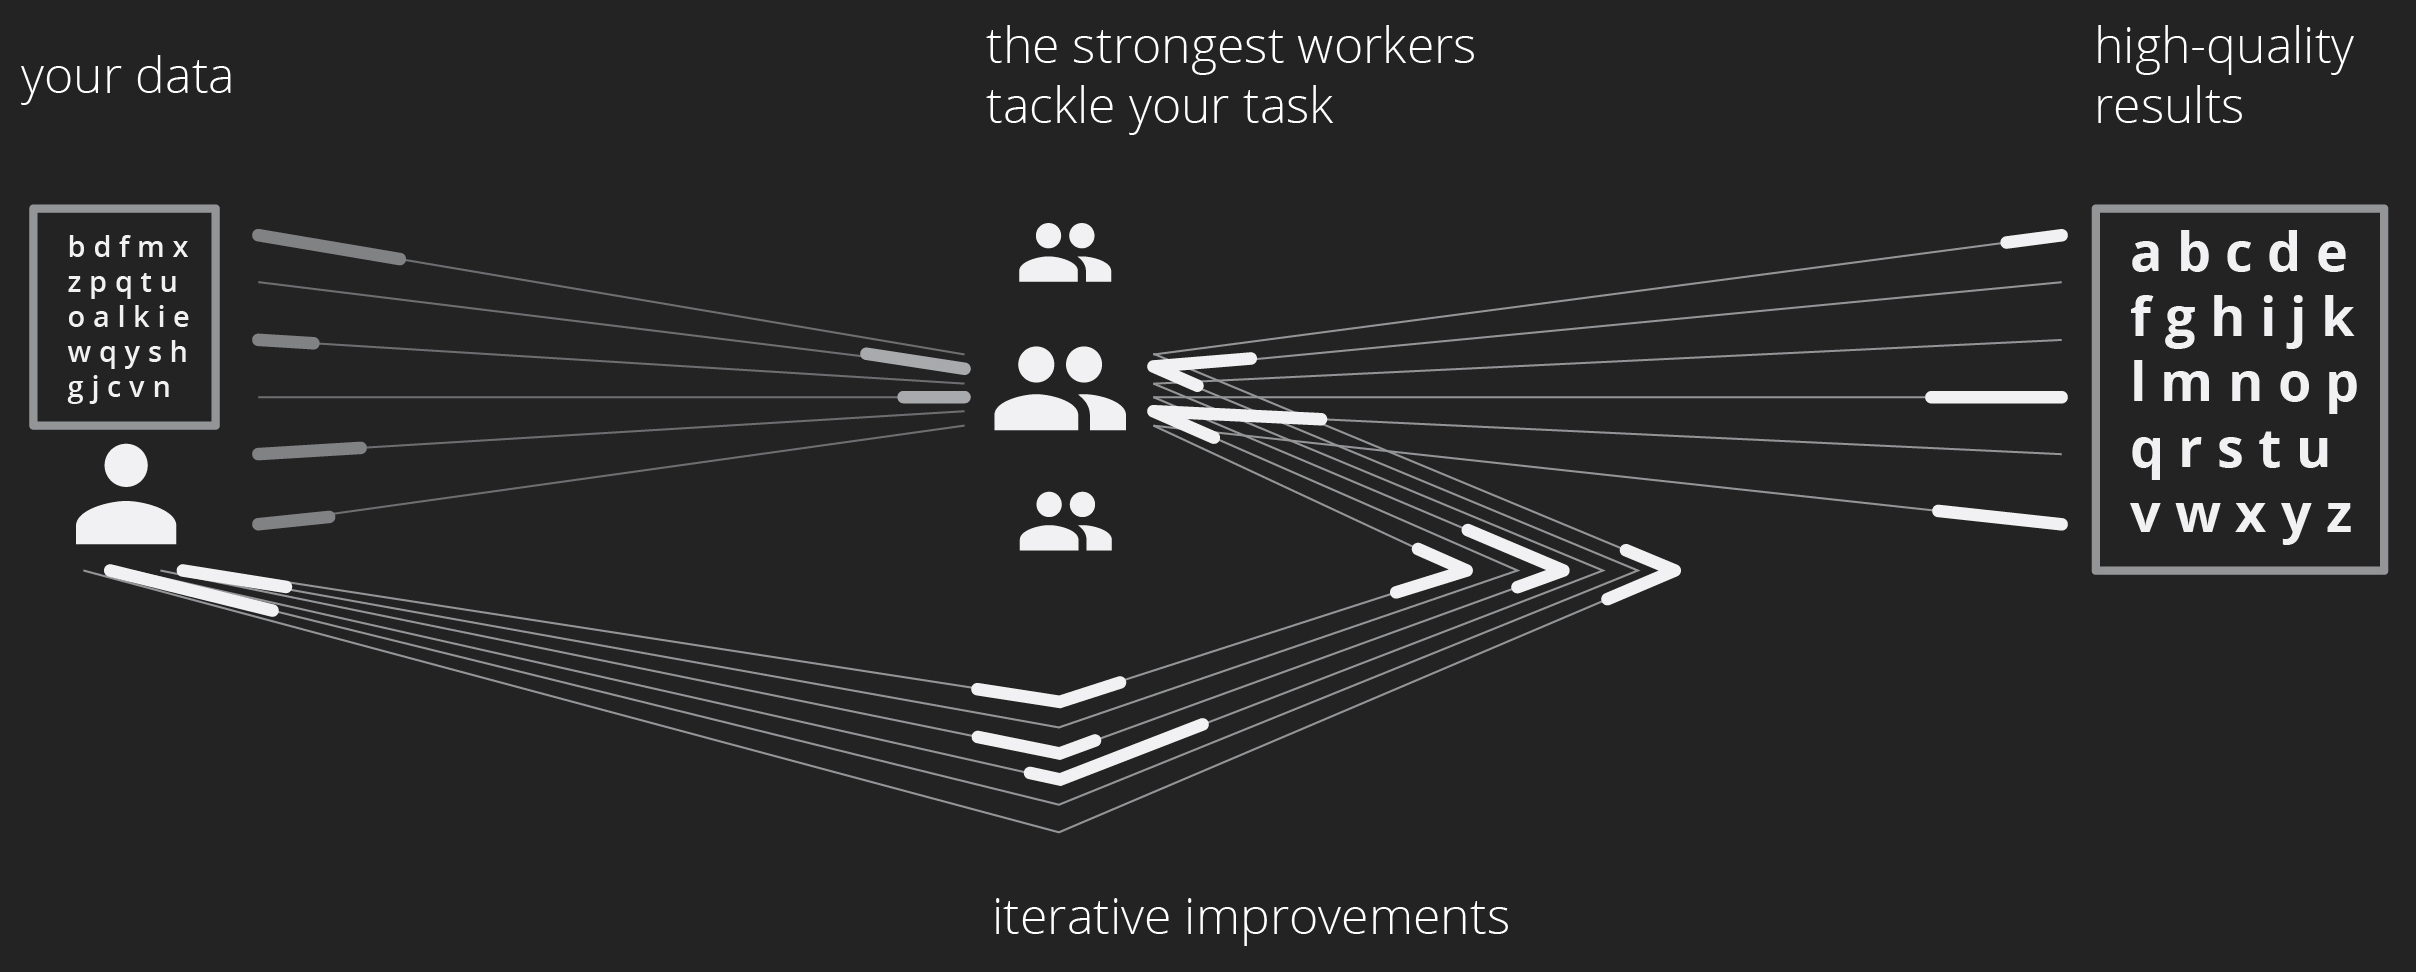 your data
the strongest workers
tackle your task
high-quality
results
b d f m x
z p q t u
o a l k i e
w q y s h
g j c v n
a b c d e
f g h i j k
l m n o p
q r s t u
v w x y z
iterative improvements